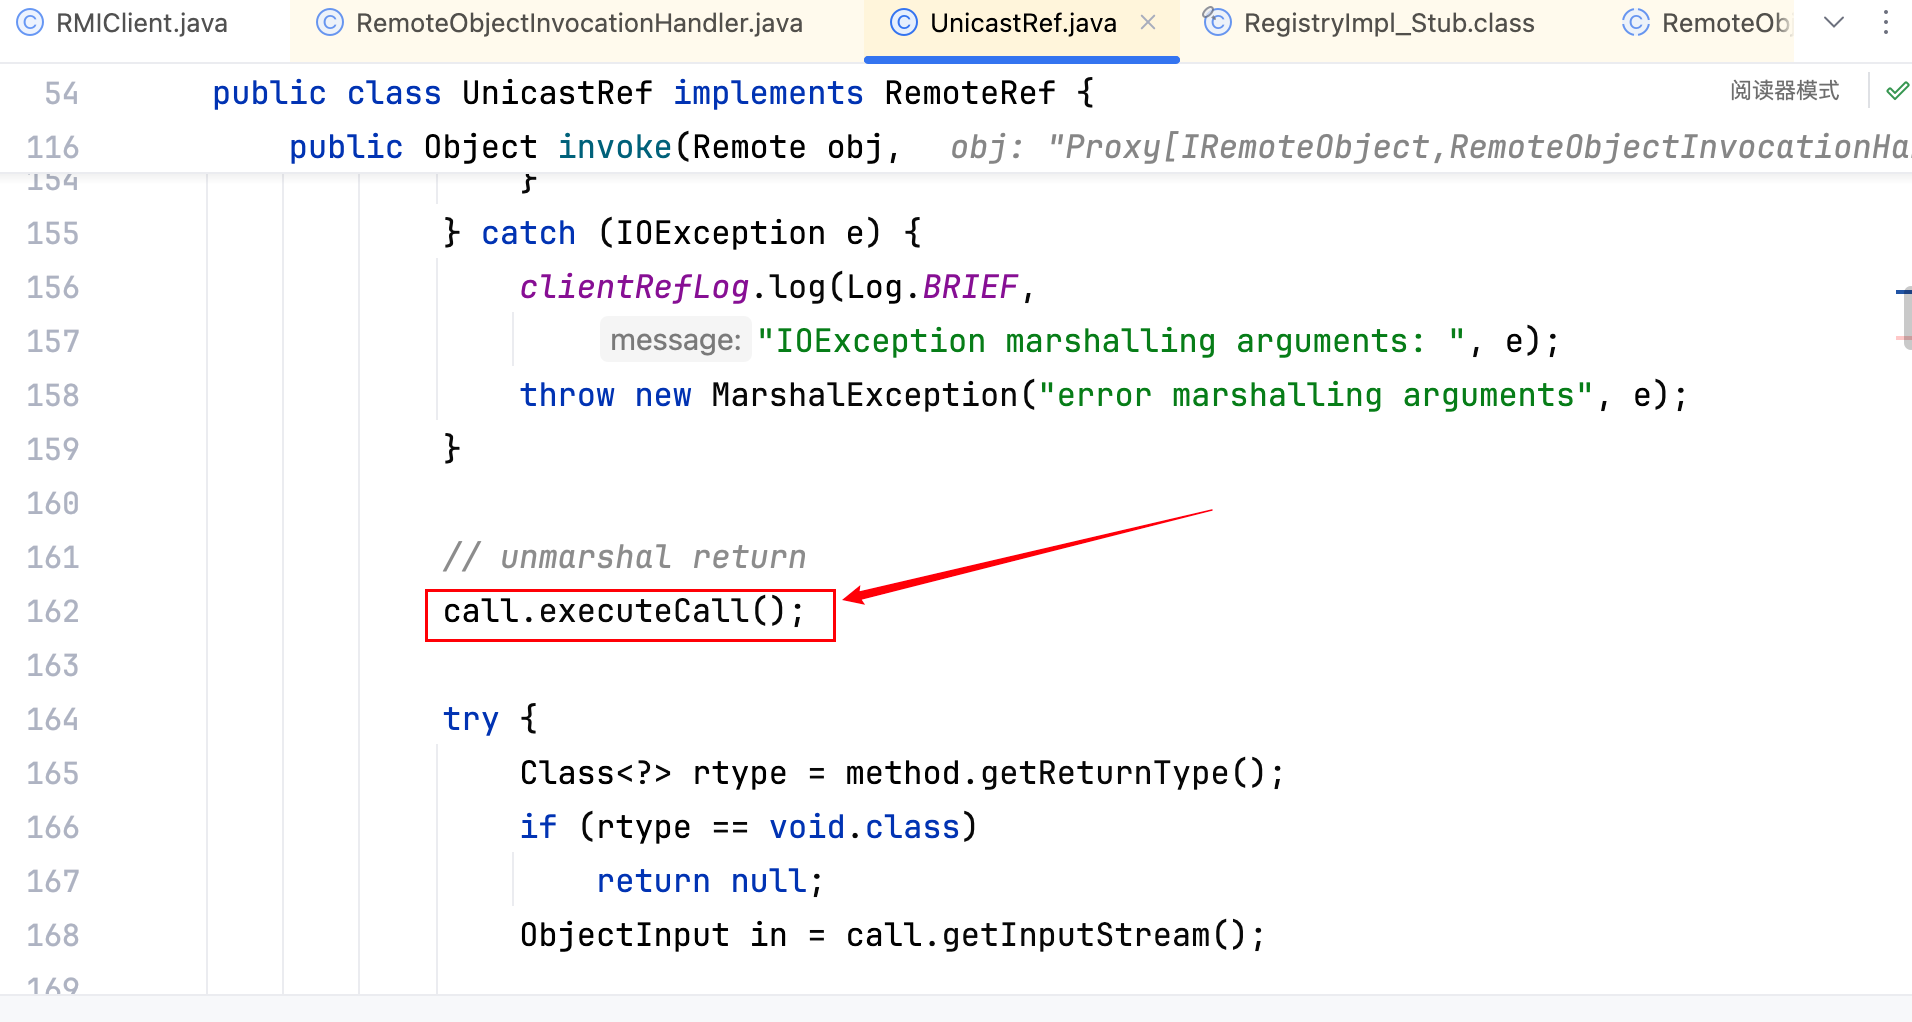 RMIClient.java RemoteObjectInvocationHandler.java UnicastRef.java RegistryImpl_Stub.class RemoteObj
54 public class UnicastRef implements RemoteRef { 阅读器模式
116 public Object invoke(Remote obj, obj: "Proxy[IRemoteObject,RemoteObjectInvocationHa
154 }
155 } catch (IOException e) {
156 clientRefLog.log(Log.BRIEF,
157 message: "IOException marshalling arguments: ", e);
158 throw new MarshalException("error marshalling arguments", e);
159 }
160
161 // unmarshal return
162 call.executeCall();
163
164 try {
165 Class<?> rtype = method.getReturnType();
166 if (rtype == void.class)
167 return null;
168 ObjectInput in = call.getInputStream();
169